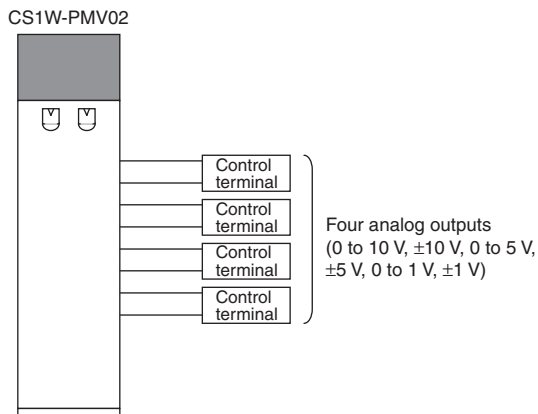 CS1W-PMV02
Control
terminal
Control
terminal
Control
terminal
Control
terminal
Four analog outputs
(0 to 10 V, ±10 V, 0 to 5 V,
±5 V, 0 to 1 V, ±1 V)